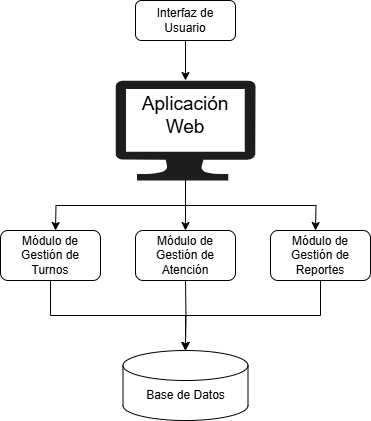 Interfaz de
Usuario
Aplicación
Web
Módulo de
Gestión de
Turnos
Módulo de
Gestión de
Atención
Módulo de
Gestión de
Reportes
Base de Datos